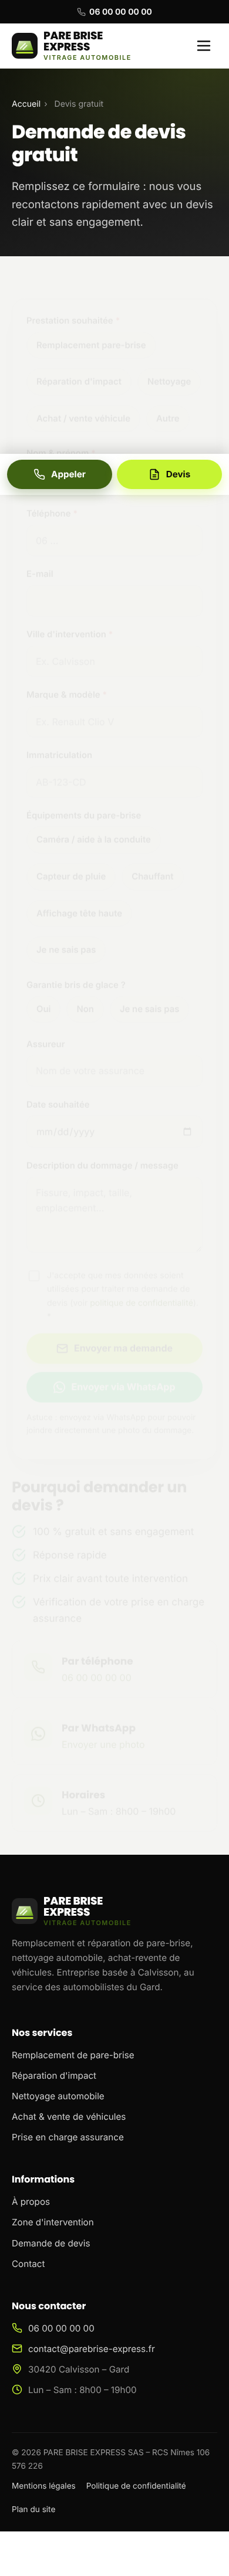 06 00 00 00 00
PARE BRISE
EXPRESS
VITRAGE AUTOMOBILE
Accueil › Devis gratuit
Demande de devis
gratuit
Remplissez ce formulaire : nous vous
recontactons rapidement avec un devis
clair et sans engagement.
Prestation souhaitée *
Remplacement pare-brise
Réparation d'impact Nettoyage
Achat / vente véhicule Autre
Appeler Devis
Téléphone *
06…
E-mail
Ville d'intervention *
Ex. Calvisson
Marque & modèle *
Ex. Renault Clio V
Immatriculation
AB-123-CD
Équipements du pare-brise
Caméra / aide à la conduite
Capteur de pluie Chauffant
Affichage tête haute
Je ne sais pas
Garantie bris de glace ?
Oui Non Je ne sais pas
Assureur
Nom de votre assurance
Date souhaitée
mm/dd/yyyy
Description du dommage / message
Envoyer ma demande
Envoyer via WhatsApp
Pourquoi demander un
devis ?
100 % gratuit et sans engagement
Réponse rapide
Prix clair avant toute intervention
Vérification de votre prise en charge
assurance
Par téléphone
06 00 00 00 00
Par WhatsApp
Envoyer une photo
Horaires
Lun – Sam : 8h00 – 19h00
PARE BRISE
EXPRESS
VITRAGE AUTOMOBILE
Remplacement et réparation de pare-brise,
nettoyage automobile, achat-revente de
véhicules. Entreprise basée à Calvisson, au
service des automobilistes du Gard.
Nos services
Remplacement de pare-brise
Réparation d'impact
Nettoyage automobile
Achat & vente de véhicules
Prise en charge assurance
Informations
À propos
Zone d'intervention
Demande de devis
Contact
Nous contacter
06 00 00 00 00
contact@parebrise-express.fr
30420 Calvisson – Gard
Lun – Sam : 8h00 – 19h00
© 2026 PARE BRISE EXPRESS SAS – RCS Nîmes 106
576 226
Mentions légales Politique de confidentialité
Plan du site